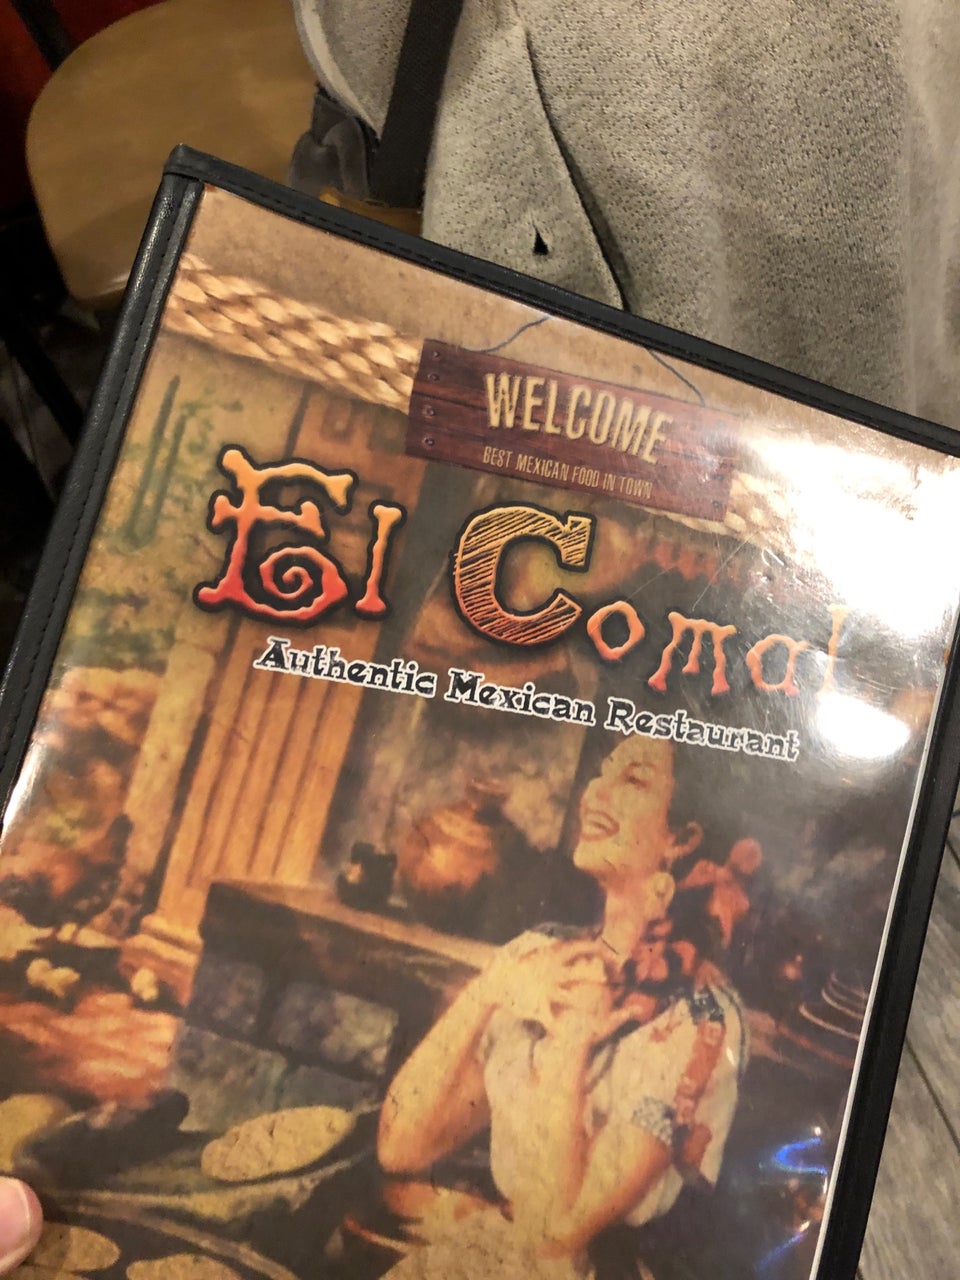 WELCOME
BEST MEXICAN FOOD IN TOWN
El Comal
Authentic Mexican Restaurant